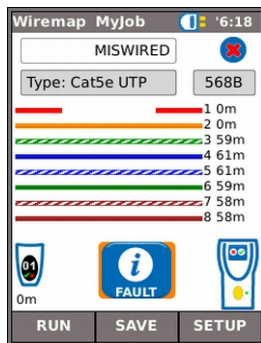 Wiremap MyJob '6:18
MISWIRED
Type: Cat5e UTP 568B
1 0m
2 0m
3 59m
4 61m
5 61m
6 59m
7 58m
8 58m
01
i
0m
FAULT
RUN SAVE SETUP